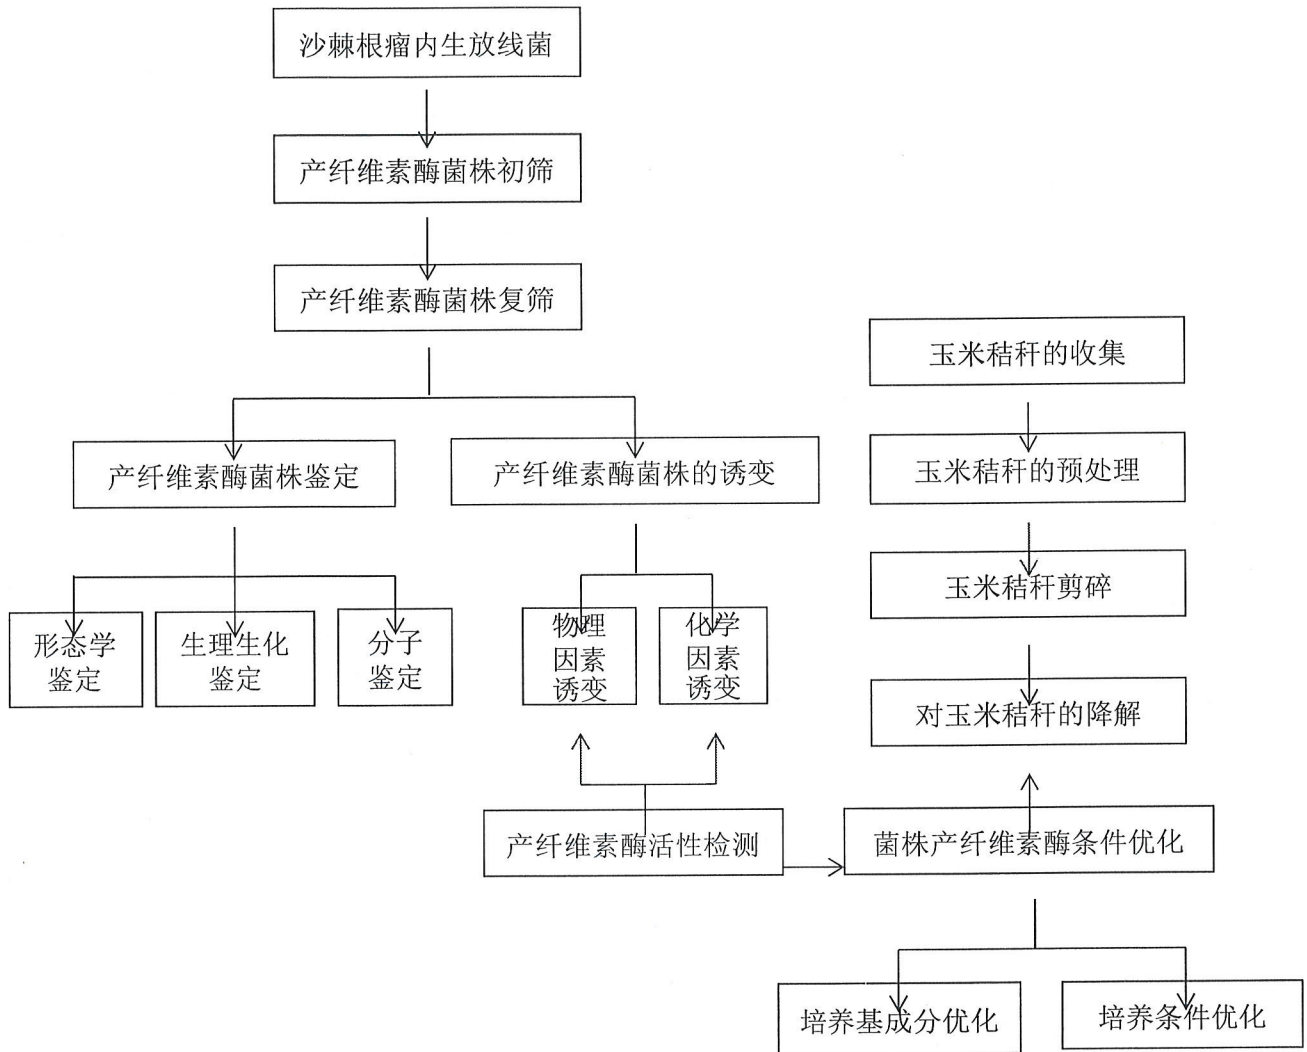 沙棘根瘤内生放线菌
产纤维素酶菌株初筛
产纤维素酶菌株复筛
玉米秸秆的收集
产纤维素酶菌株鉴定
产纤维素酶菌株的诱变
玉米秸秆的预处理
玉米秸秆剪碎
形态学
鉴定
生理生化
鉴定
分子
鉴定
物理
因素
诱变
化学
因素
诱变
对玉米秸秆的降解
产纤维素酶活性检测
菌株产纤维素酶条件优化
培养基成分优化
培养条件优化